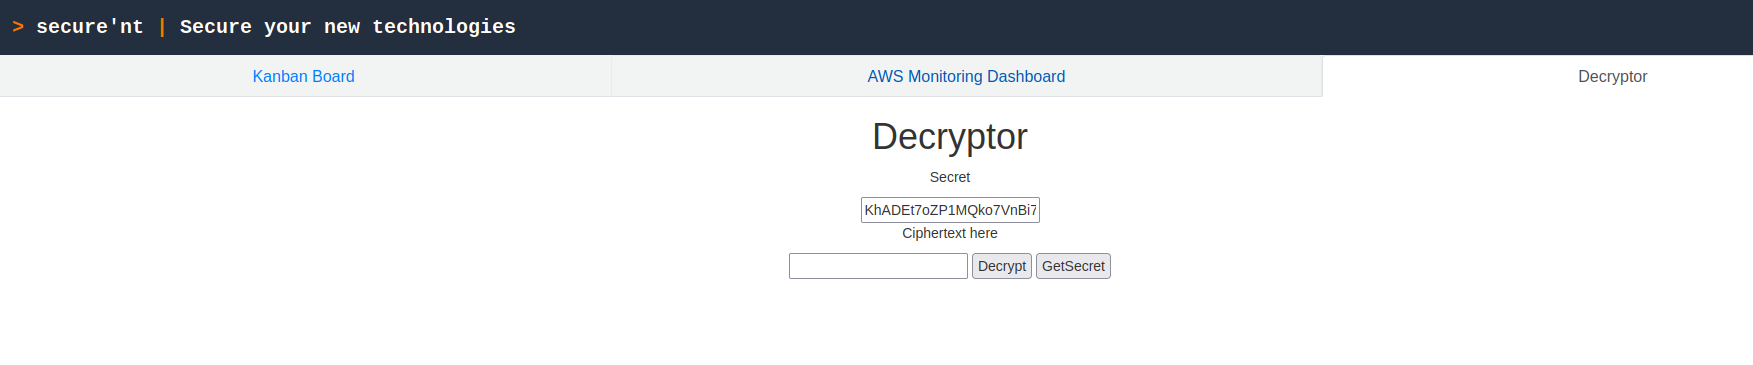 > secure'nt | Secure your new technologies
Kanban Board AWS Monitoring Dashboard Decryptor
Decryptor
Secret
KhADEt7oZP1MQko7VnBi7
Ciphertext here
Decrypt GetSecret